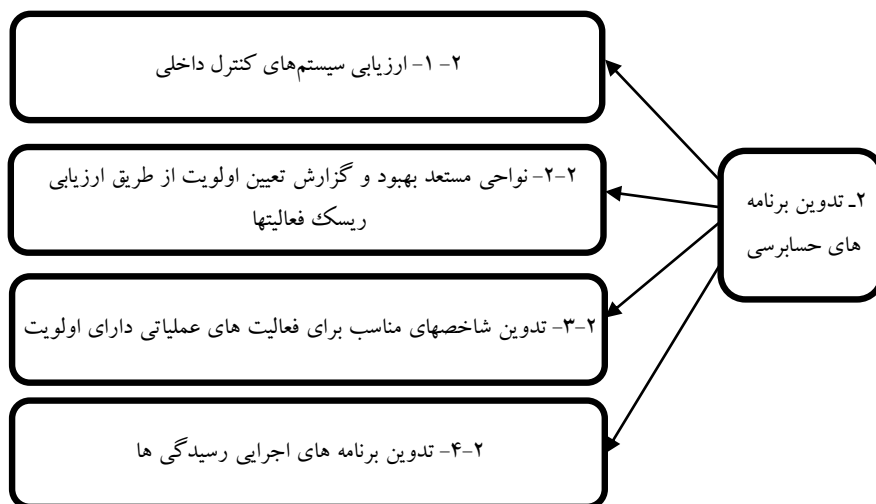 ۲ـ تدوین برنامه
های حسابرسی
۲- ۱- ارزیابی سیستم‌های کنترل داخلی
۲-۲- نواحی مستعد بهبود و گزارش تعیین اولویت از طریق ارزیابی
ریسک فعالیتها
۲-۳- تدوین شاخصهای مناسب برای فعالیت های عملیاتی دارای اولویت
۲-۴- تدوین برنامه های اجرایی رسیدگی ها